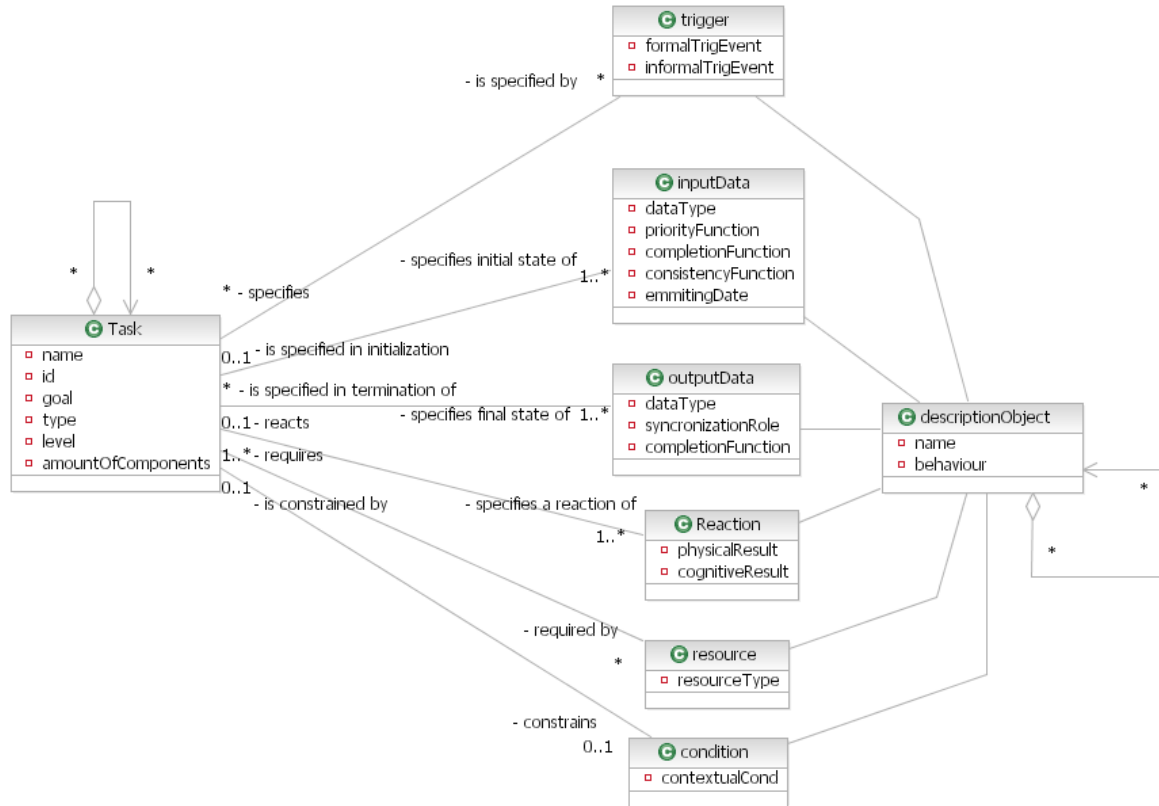 C trigger
formalTrigEvent
informalTrigEvent
- is specified by *
C inputData
dataType
priorityFunction
completionFunction
consistencyFunction
emmitingDate
- specifies initial state of
1..*
* *
* - specifies
C Task
name
id
goal
type
level
amountOfComponents
0..1 - is specified in initialization
* - is specified in termination of
- specifies final state of 1..*
0..1 - reacts
1..* - requires
0..1
- is constrained by
C outputData
dataType
syncronizationRole
completionFunction
C descriptionObject
name
behaviour
*
*
- specifies a reaction of
1..*
C Reaction
physicalResult
cognitiveResult
- required by
*
C resource
resourceType
- constrains
0..1
C condition
contextualCond